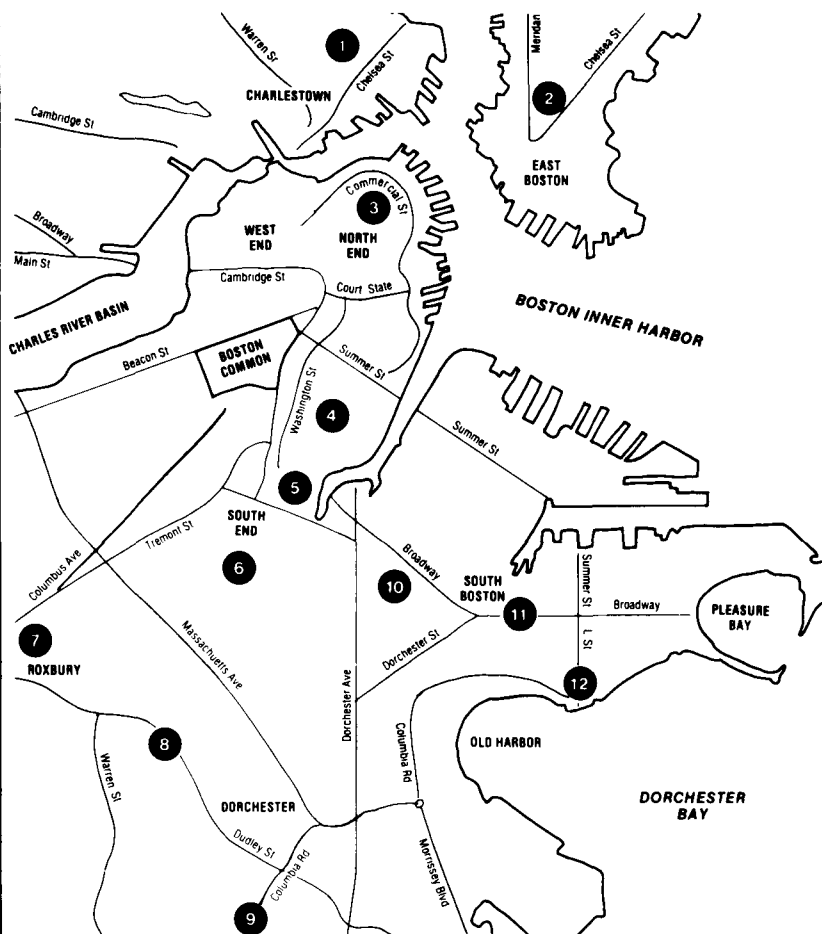 Warren Sr
1
Chelsea St
Meridan
Chelsea St
CHARLESTOWN
2
Cambridge St
EAST
BOSTON
Commercial St
3
Broadway
WEST
END
NORTH
END
Main St
Cambridge St
Court State
CHARLES RIVER BASIN
BOSTON INNER HARBOR
Beacon St
BOSTON
COMMON
Summer St
Washington St
4
Summer St
5
SOUTH
END
Tremont St
Columbus Ave
6
Broadway
10
SOUTH
BOSTON
Summer St
11
Broadway
PLEASURE
BAY
7
ROXBURY
Massachusetts Ave
Dorchester St
L St
12
Dorchester Ave
8
Columbia Rd
OLD HARBOR
Warren St
DORCHESTER
DORCHESTER
BAY
Dudley St
Columbia Rd
Morrissey Blvd
9